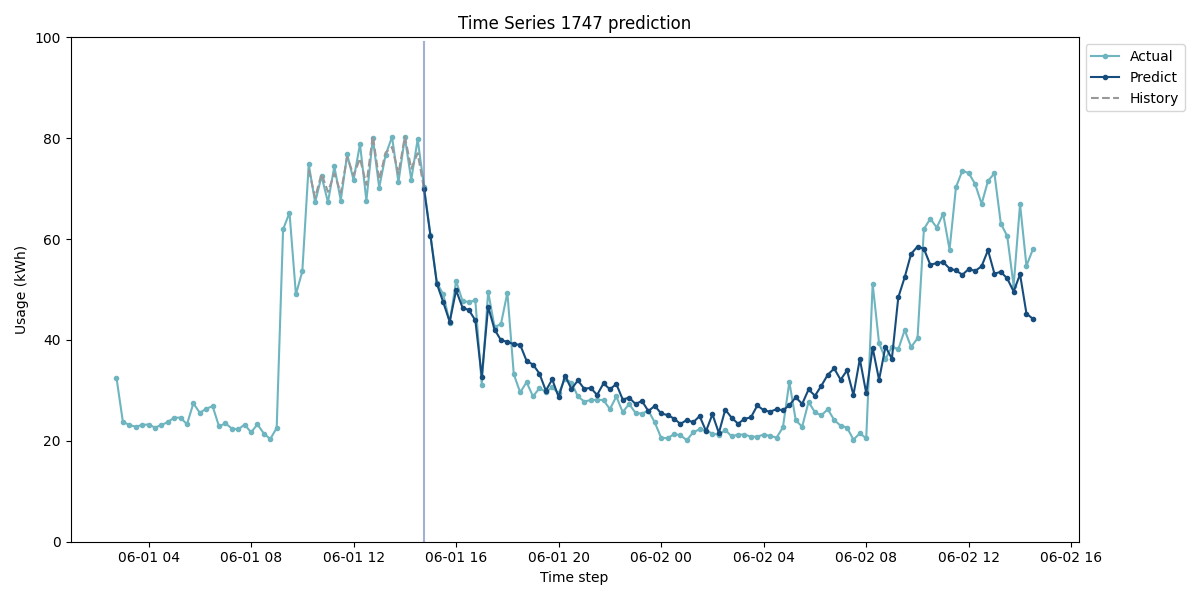 Time Series 1747 prediction
100
80
60
40
20
0
Usage (kWh)
06-01 04
06-01 08
06-01 12
06-01 16
06-01 20
06-02 00
06-02 04
06-02 08
06-02 12
06-02 16
Time step
Actual
Predict
History